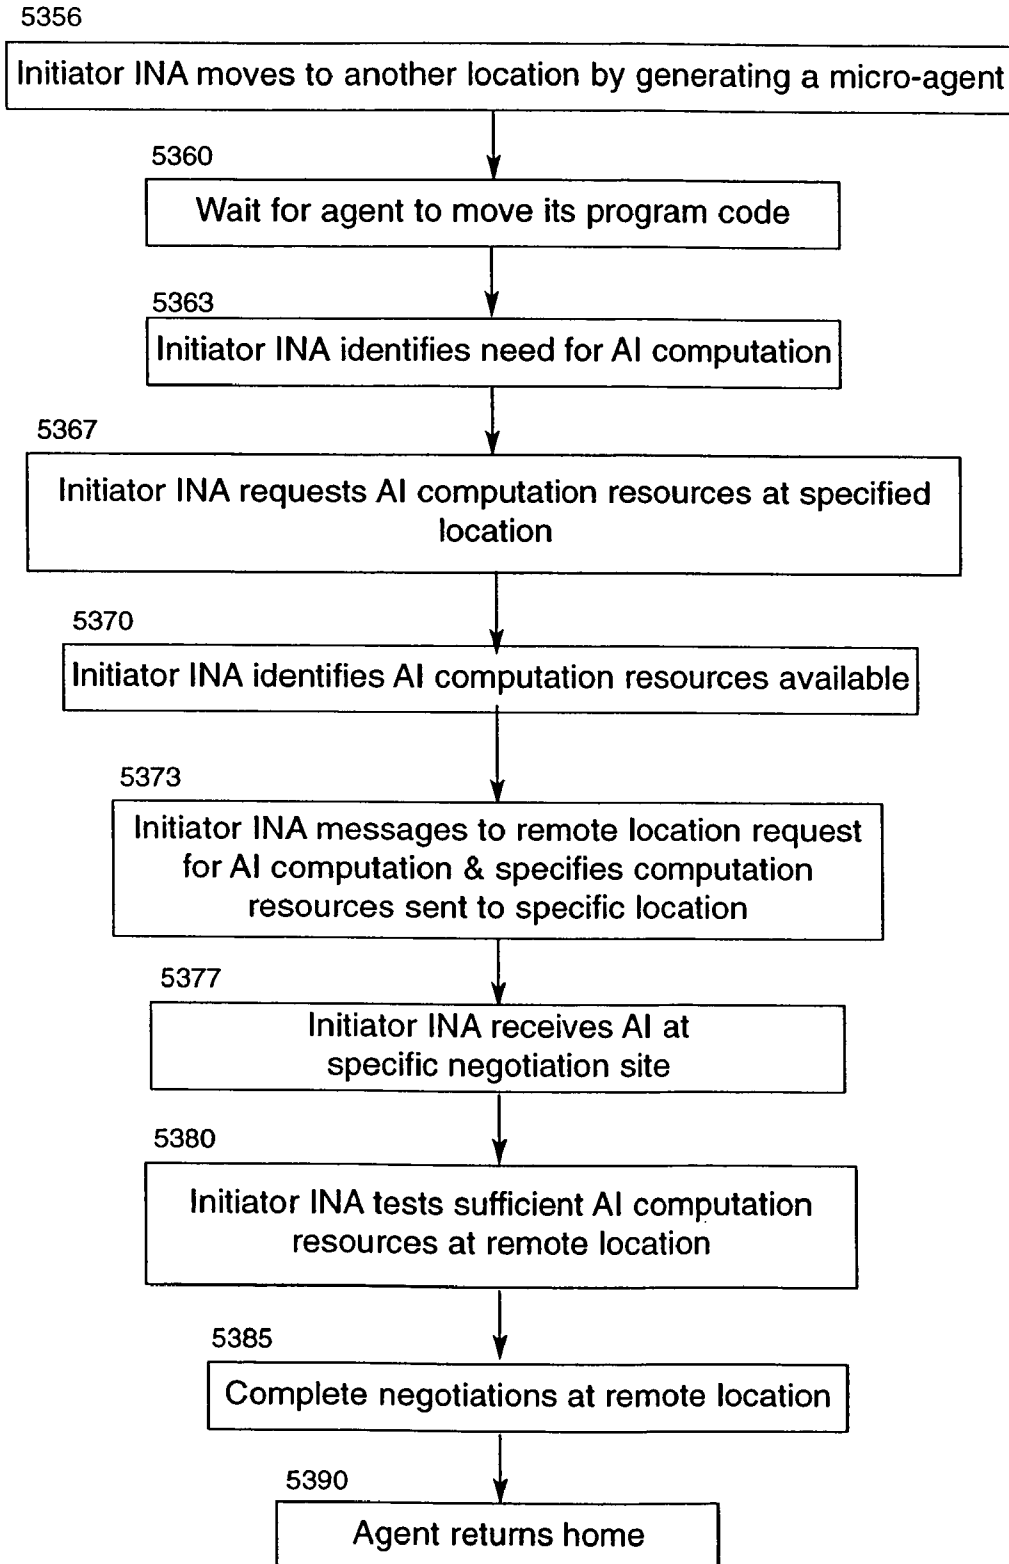 5356
Initiator INA moves to another location by generating a micro-agent
5360
Wait for agent to move its program code
5363
Initiator INA identifies need for AI computation
5367
Initiator INA requests AI computation resources at specified
location
5370
Initiator INA identifies AI computation resources available
5373
Initiator INA messages to remote location request
for AI computation & specifies computation
resources sent to specific location
5377
Initiator INA receives AI at
specific negotiation site
5380
Initiator INA tests sufficient AI computation
resources at remote location
5385
Complete negotiations at remote location
5390
Agent returns home